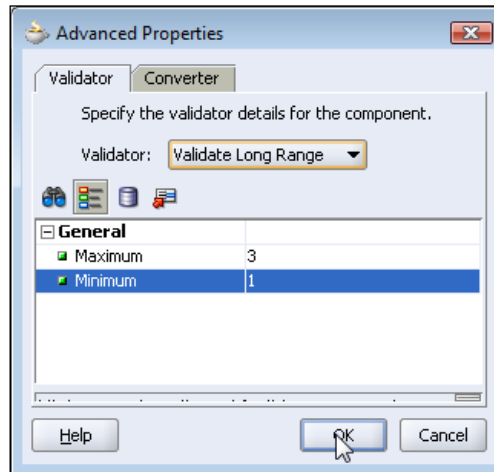 Advanced Properties
Validator Converter
Specify the validator details for the component.
Validator: Validate Long Range
General
Maximum 3
Minimum 1
Help OK Cancel